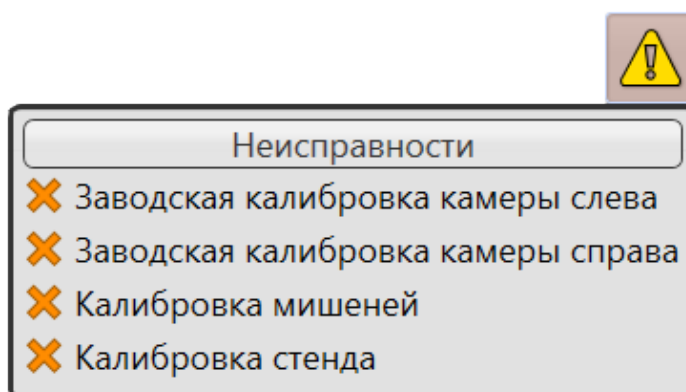 Неисправности
Заводская калибровка камеры слева
Заводская калибровка камеры справа
Калибровка мишеней
Калибровка стенда